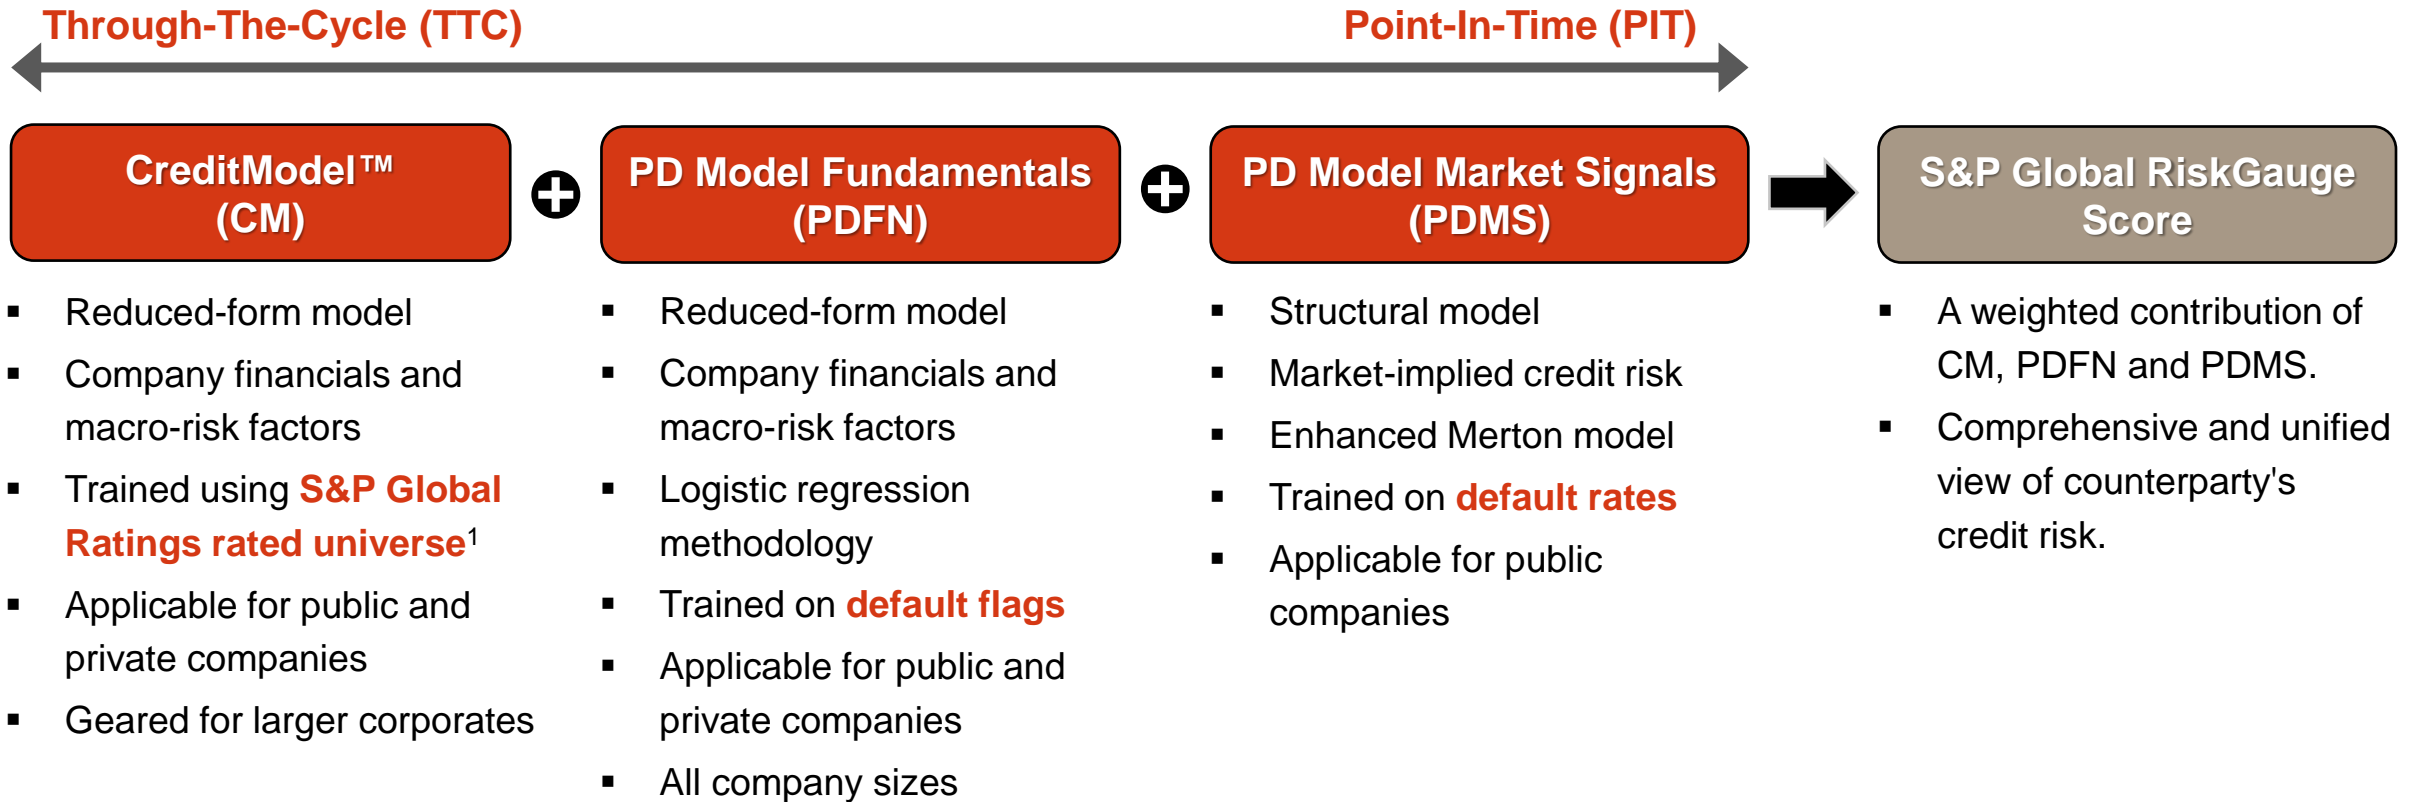 Through-The-Cycle (TTC)
Point-In-Time (PIT)
CreditModel™
(CM)
PD Model Fundamentals
(PDFN)
PD Model Market Signals
(PDMS)
S&P Global RiskGauge
Score
▪ Reduced-form model
▪ Company financials and
macro-risk factors
▪ Trained using S&P Global
Ratings rated universe¹
▪ Applicable for public and
private companies
▪ Geared for larger corporates
▪ Reduced-form model
▪ Company financials and
macro-risk factors
▪ Logistic regression
methodology
▪ Trained on default flags
▪ Applicable for public and
private companies
▪ All company sizes
▪ Structural model
▪ Market-implied credit risk
▪ Enhanced Merton model
▪ Trained on default rates
▪ Applicable for public
companies
▪ A weighted contribution of
CM, PDFN and PDMS.
▪ Comprehensive and unified
view of counterparty's
credit risk.